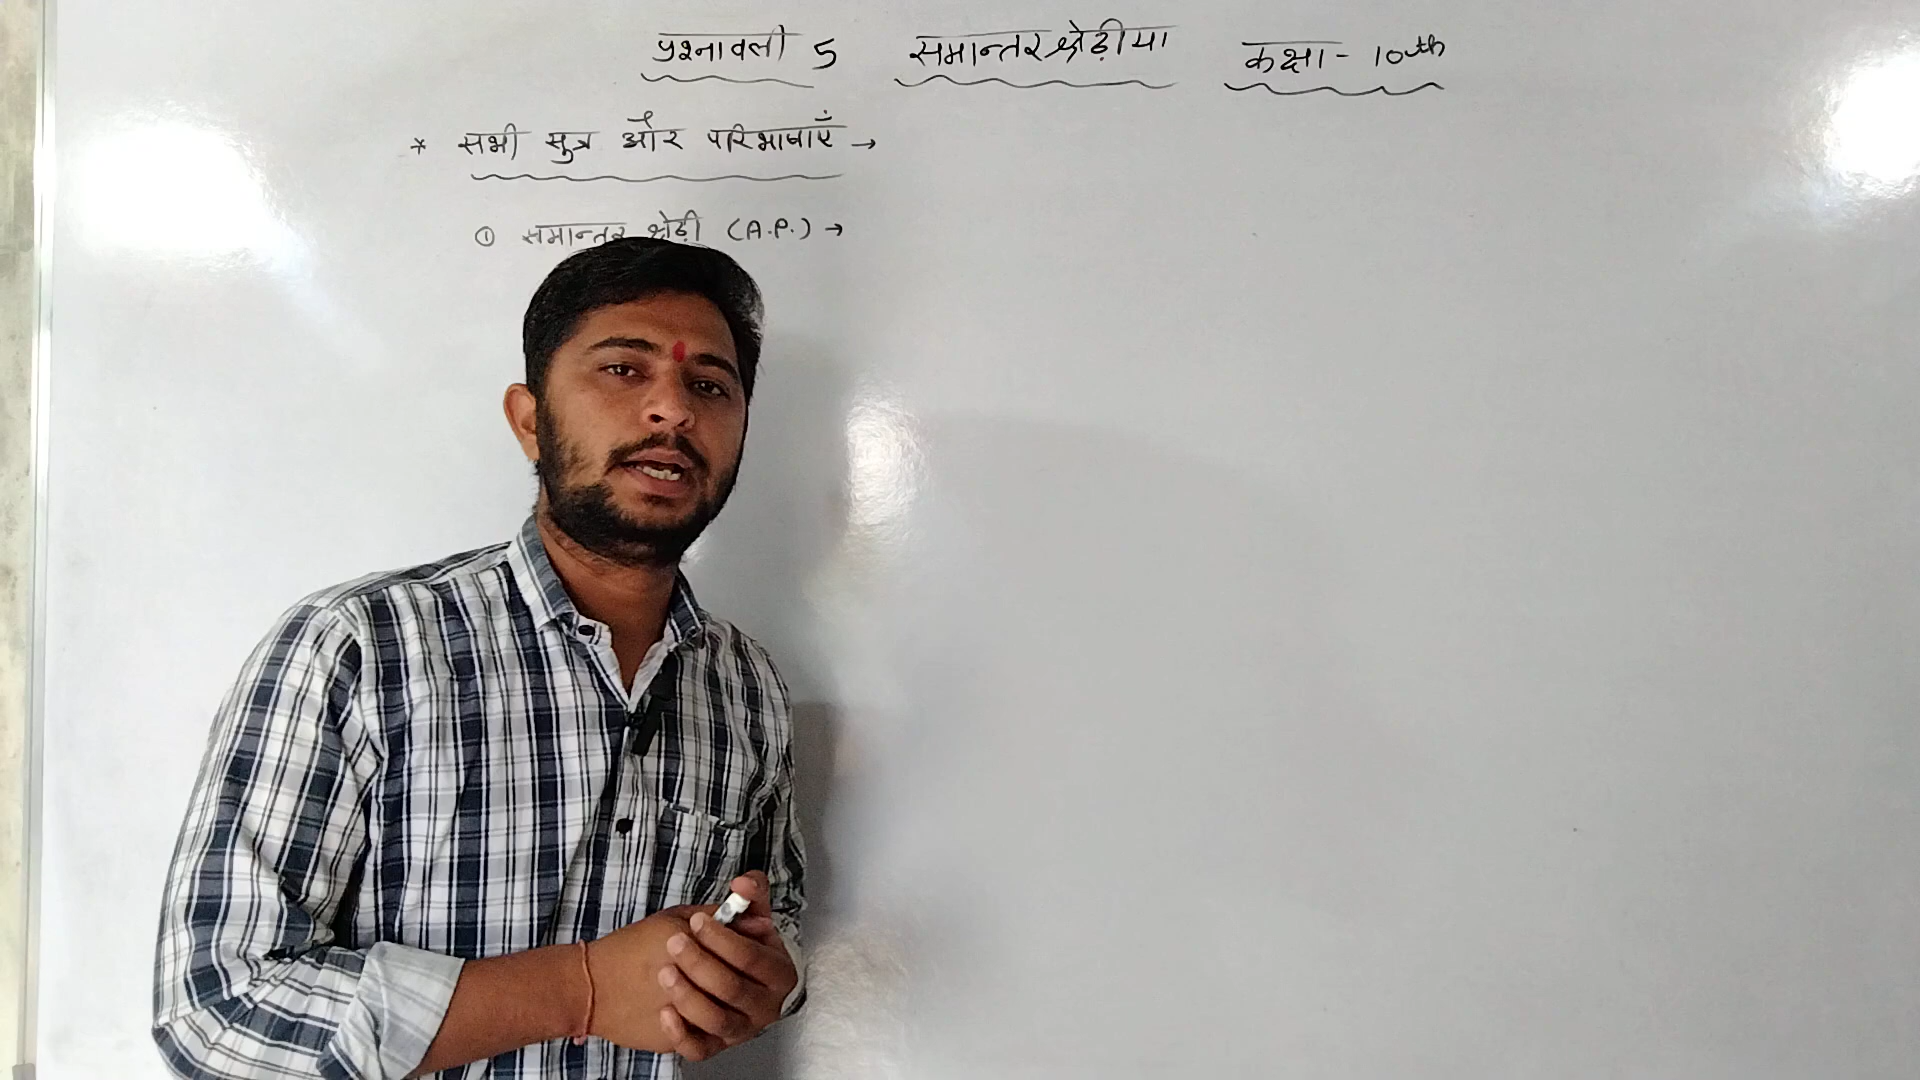 प्रश्नावली 5 समान्तर श्रेढ़ीया कक्षा - 10th
* सभी सुत्र और परिभाषाएँ →
① समान्तर श्रेढ़ी (A.P.) →